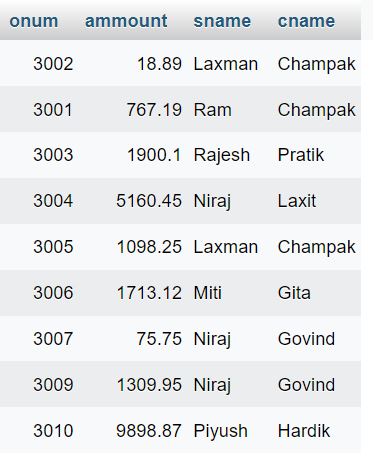 onum ammount sname cname
3002 18.89 Laxman Champak
3001 767.19 Ram Champak
3003 1900.1 Rajesh Pratik
3004 5160.45 Niraj Laxit
3005 1098.25 Laxman Champak
3006 1713.12 Miti Gita
3007 75.75 Niraj Govind
3009 1309.95 Niraj Govind
3010 9898.87 Piyush Hardik